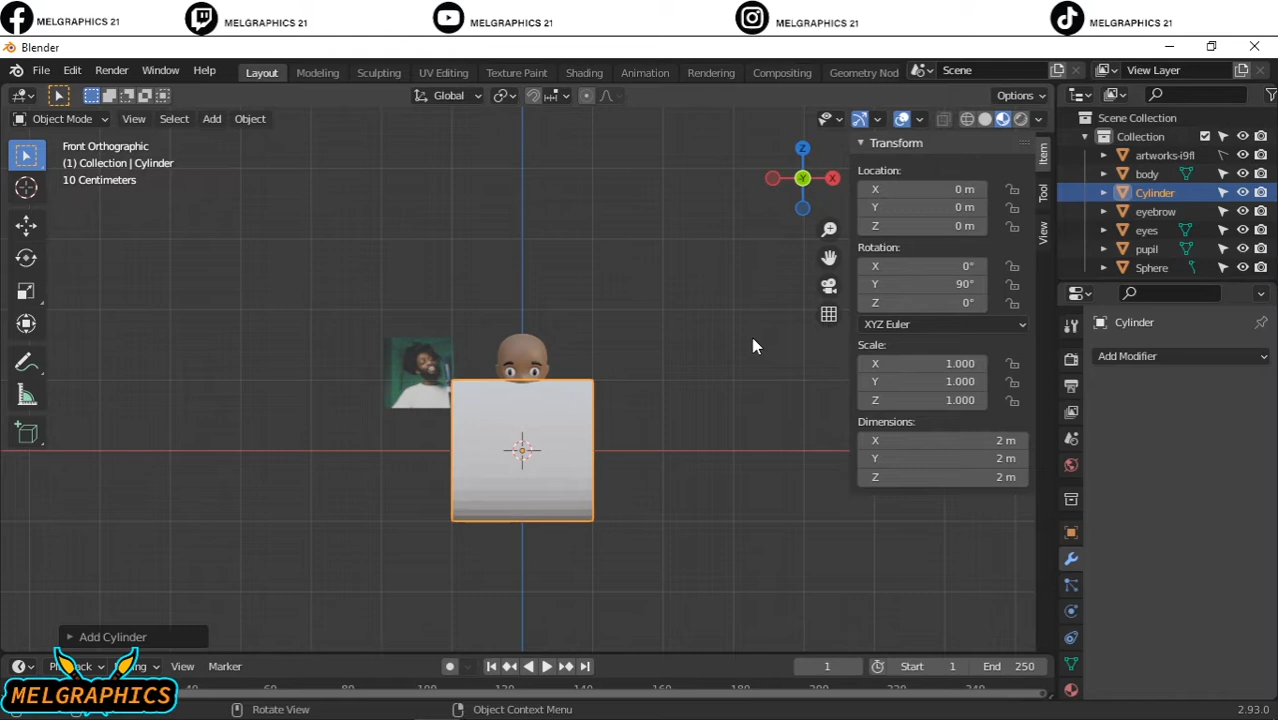 MELGRAPHICS 21 MELGRAPHICS 21 MELGRAPHICS 21 MELGRAPHICS 21 MELGRAPHICS 21
Blender
File Edit Render Window Help Layout Modeling Sculpting UV Editing Texture Paint Shading Animation Rendering Compositing Geometry Nod Scene View Layer
Global Options
Object Mode View Select Add Object
Front Orthographic
(1) Collection | Cylinder
10 Centimeters
Z
X
-Y
Transform
Location:
X 0 m
Y 0 m
Z 0 m
Rotation:
X 0°
Y 90°
Z 0°
XYZ Euler
Scale:
X 1.000
Y 1.000
Z 1.000
Dimensions:
X 2 m
Y 2 m
Z 2 m
Item
Tool
View
Scene Collection
Collection
artworks-i9fl
body
Cylinder
eyebrow
eyes
pupil
Sphere
Cylinder
Add Modifier
Add Cylinder
View Marker 1 Start 1 End 250
MELGRAPHICS
Rotate View Object Context Menu 2.93.0